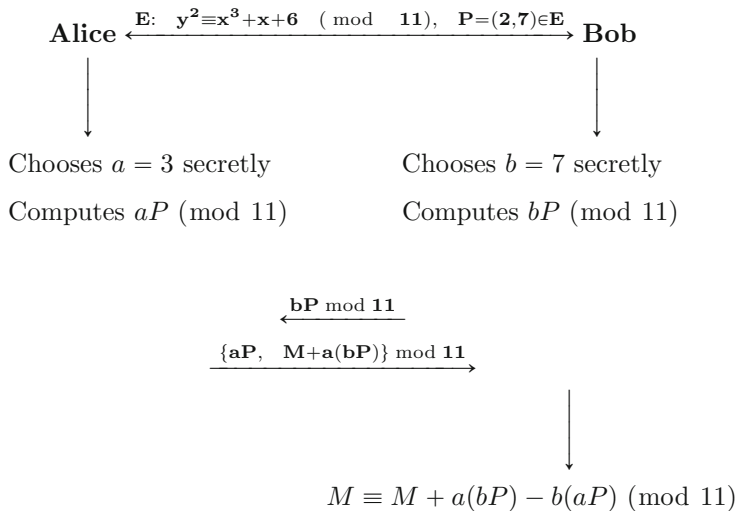 E: y² ≡ x³ + x + 6 ( mod 11), P=(2,7)∈E
Alice Bob
Chooses a = 3 secretly Chooses b = 7 secretly
Computes aP (mod 11) Computes bP (mod 11)
bP mod 11
{aP, M+a(bP)} mod 11
M ≡ M + a(bP) − b(aP) (mod 11)